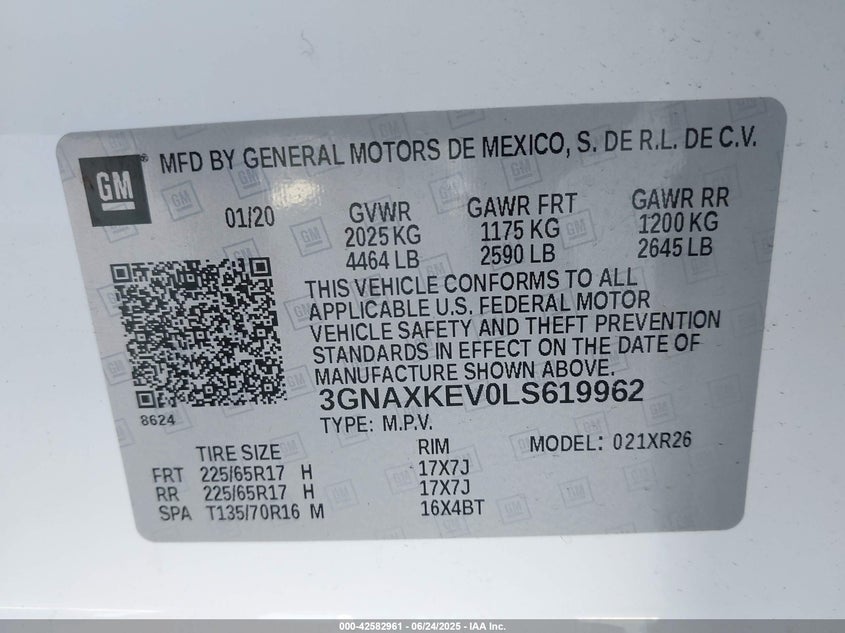 GM
MFD BY GENERAL MOTORS DE MEXICO, S. DE R.L. DE C.V.
01/20 GVWR GAWR FRT GAWR RR
2025 KG 1175 KG 1200 KG
4464 LB 2590 LB 2645 LB
THIS VEHICLE CONFORMS TO ALL
APPLICABLE U.S. FEDERAL MOTOR
VEHICLE SAFETY AND THEFT PREVENTION
STANDARDS IN EFFECT ON THE DATE OF
MANUFACTURE SHOWN ABOVE.
3GNAXKEV0LS619962
8624
TYPE: M.P.V.
TIRE SIZE RIM MODEL: 021XR26
FRT 225/65R17 H 17X7J
RR 225/65R17 H 17X7J
SPA T135/70R16 M 16X4BT
000-42582961 - 06/24/2025 - IAA Inc.